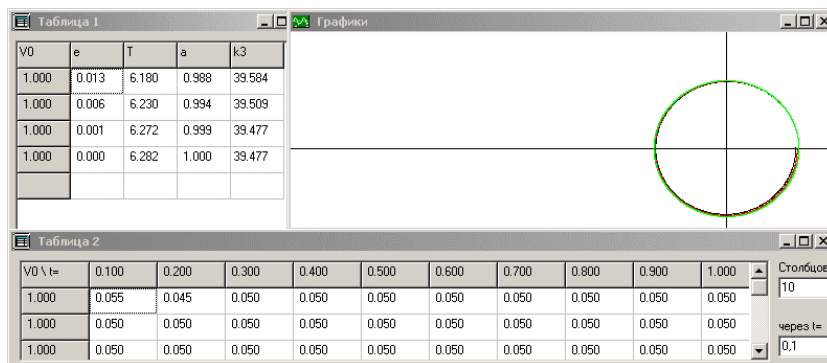 Таблица 1
V0 e T a k3
1.000 0.013 6.180 0.988 39.584
1.000 0.006 6.230 0.994 39.509
1.000 0.001 6.272 0.999 39.477
1.000 0.000 6.282 1.000 39.477
Графики
Таблица 2
V0 \ t= 0.100 0.200 0.300 0.400 0.500 0.600 0.700 0.800 0.900 1.000
1.000 0.055 0.045 0.050 0.050 0.050 0.050 0.050 0.050 0.050 0.050
1.000 0.050 0.050 0.050 0.050 0.050 0.050 0.050 0.050 0.050 0.050
1.000 0.050 0.050 0.050 0.050 0.050 0.050 0.050 0.050 0.050 0.050
Столбцов
10
через t=
0,1